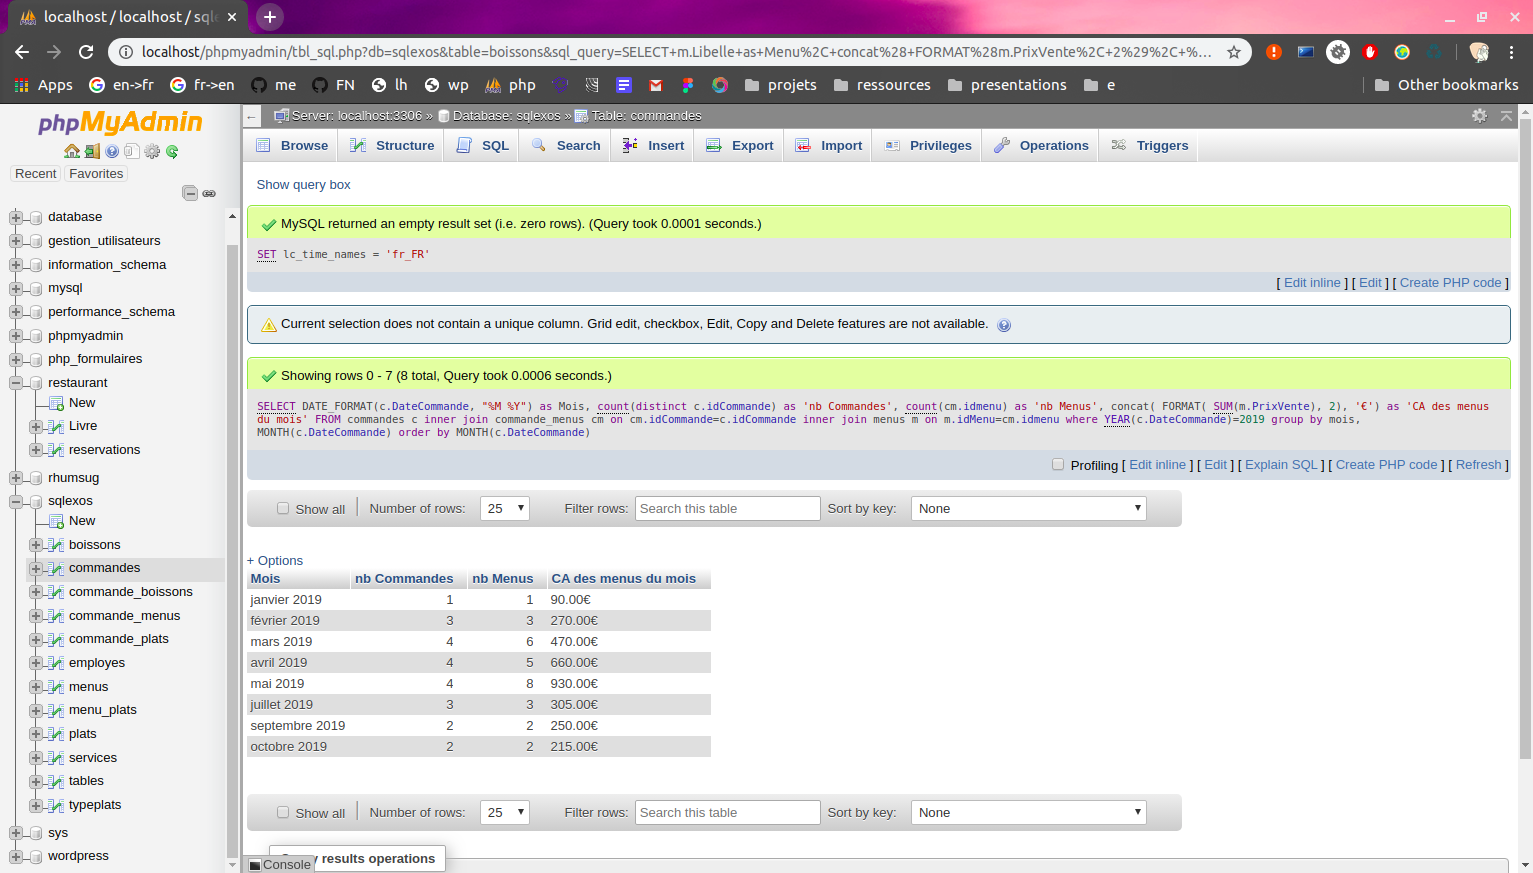 localhost / localhost / sqle
localhost/phpmyadmin/tbl_sql.php?db=sqlexos&table=boissons&sql_query=SELECT+m.Libelle+as+Menu%2C+concat%28+FORMAT%28m.PrixVente%2C+2%29%2C+%...
Apps en->fr fr->en me FN lh wp php projets ressources presentations e Other bookmarks
phpMyAdmin
Recent Favorites
database
gestion_utilisateurs
information_schema
mysql
performance_schema
phpmyadmin
php_formulaires
restaurant
New
Livre
reservations
rhumsug
sqlexos
New
boissons
commandes
commande_boissons
commande_menus
commande_plats
employes
menus
menu_plats
plats
services
tables
typeplats
sys
wordpress
Server: localhost:3306 » Database: sqlexos » Table: commandes
Browse Structure SQL Search Insert Export Import Privileges Operations Triggers
Show query box
MySQL returned an empty result set (i.e. zero rows). (Query took 0.0001 seconds.)
SET lc_time_names = 'fr_FR'
[ Edit inline ] [ Edit ] [ Create PHP code ]
Current selection does not contain a unique column. Grid edit, checkbox, Edit, Copy and Delete features are not available.
Showing rows 0 - 7 (8 total, Query took 0.0006 seconds.)
SELECT DATE_FORMAT(c.DateCommande, "%M %Y") as Mois, count(distinct c.idCommande) as 'nb Commandes', count(cm.idmenu) as 'nb Menus', concat( FORMAT( SUM(m.PrixVente), 2), '€') as 'CA des menus
du mois' FROM commandes c inner join commande_menus cm on cm.idCommande=c.idCommande inner join menus m on m.idMenu=cm.idmenu where YEAR(c.DateCommande)=2019 group by mois,
MONTH(c.DateCommande) order by MONTH(c.DateCommande)
Profiling [ Edit inline ] [ Edit ] [ Explain SQL ] [ Create PHP code ] [ Refresh ]
Show all Number of rows: 25 Filter rows: Search this table Sort by key: None
+ Options
Mois nb Commandes nb Menus CA des menus du mois
janvier 2019 1 1 90.00€
février 2019 3 3 270.00€
mars 2019 4 6 470.00€
avril 2019 4 5 660.00€
mai 2019 4 8 930.00€
juillet 2019 3 3 305.00€
septembre 2019 2 2 250.00€
octobre 2019 2 2 215.00€
Show all Number of rows: 25 Filter rows: Search this table Sort by key: None
results operations
Console